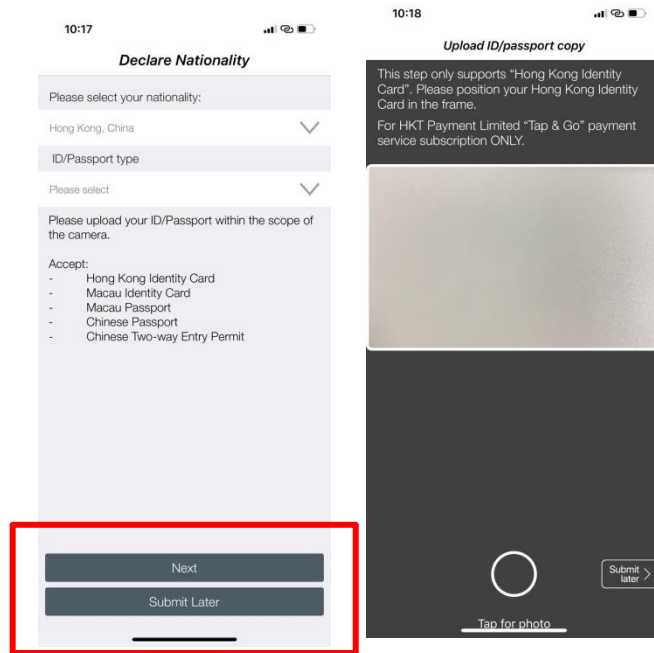 10:17
Declare Nationality
Please select your nationality:
Hong Kong, China
ID/Passport type
Please select
Please upload your ID/Passport within the scope of
the camera.
Accept:
- Hong Kong Identity Card
- Macau Identity Card
- Macau Passport
- Chinese Passport
- Chinese Two-way Entry Permit
Next
Submit Later
10:18
Upload ID/passport copy
This step only supports “Hong Kong Identity
Card”. Please position your Hong Kong Identity
Card in the frame.
For HKT Payment Limited “Tap & Go” payment
service subscription ONLY.
Submit
later
Tap for photo